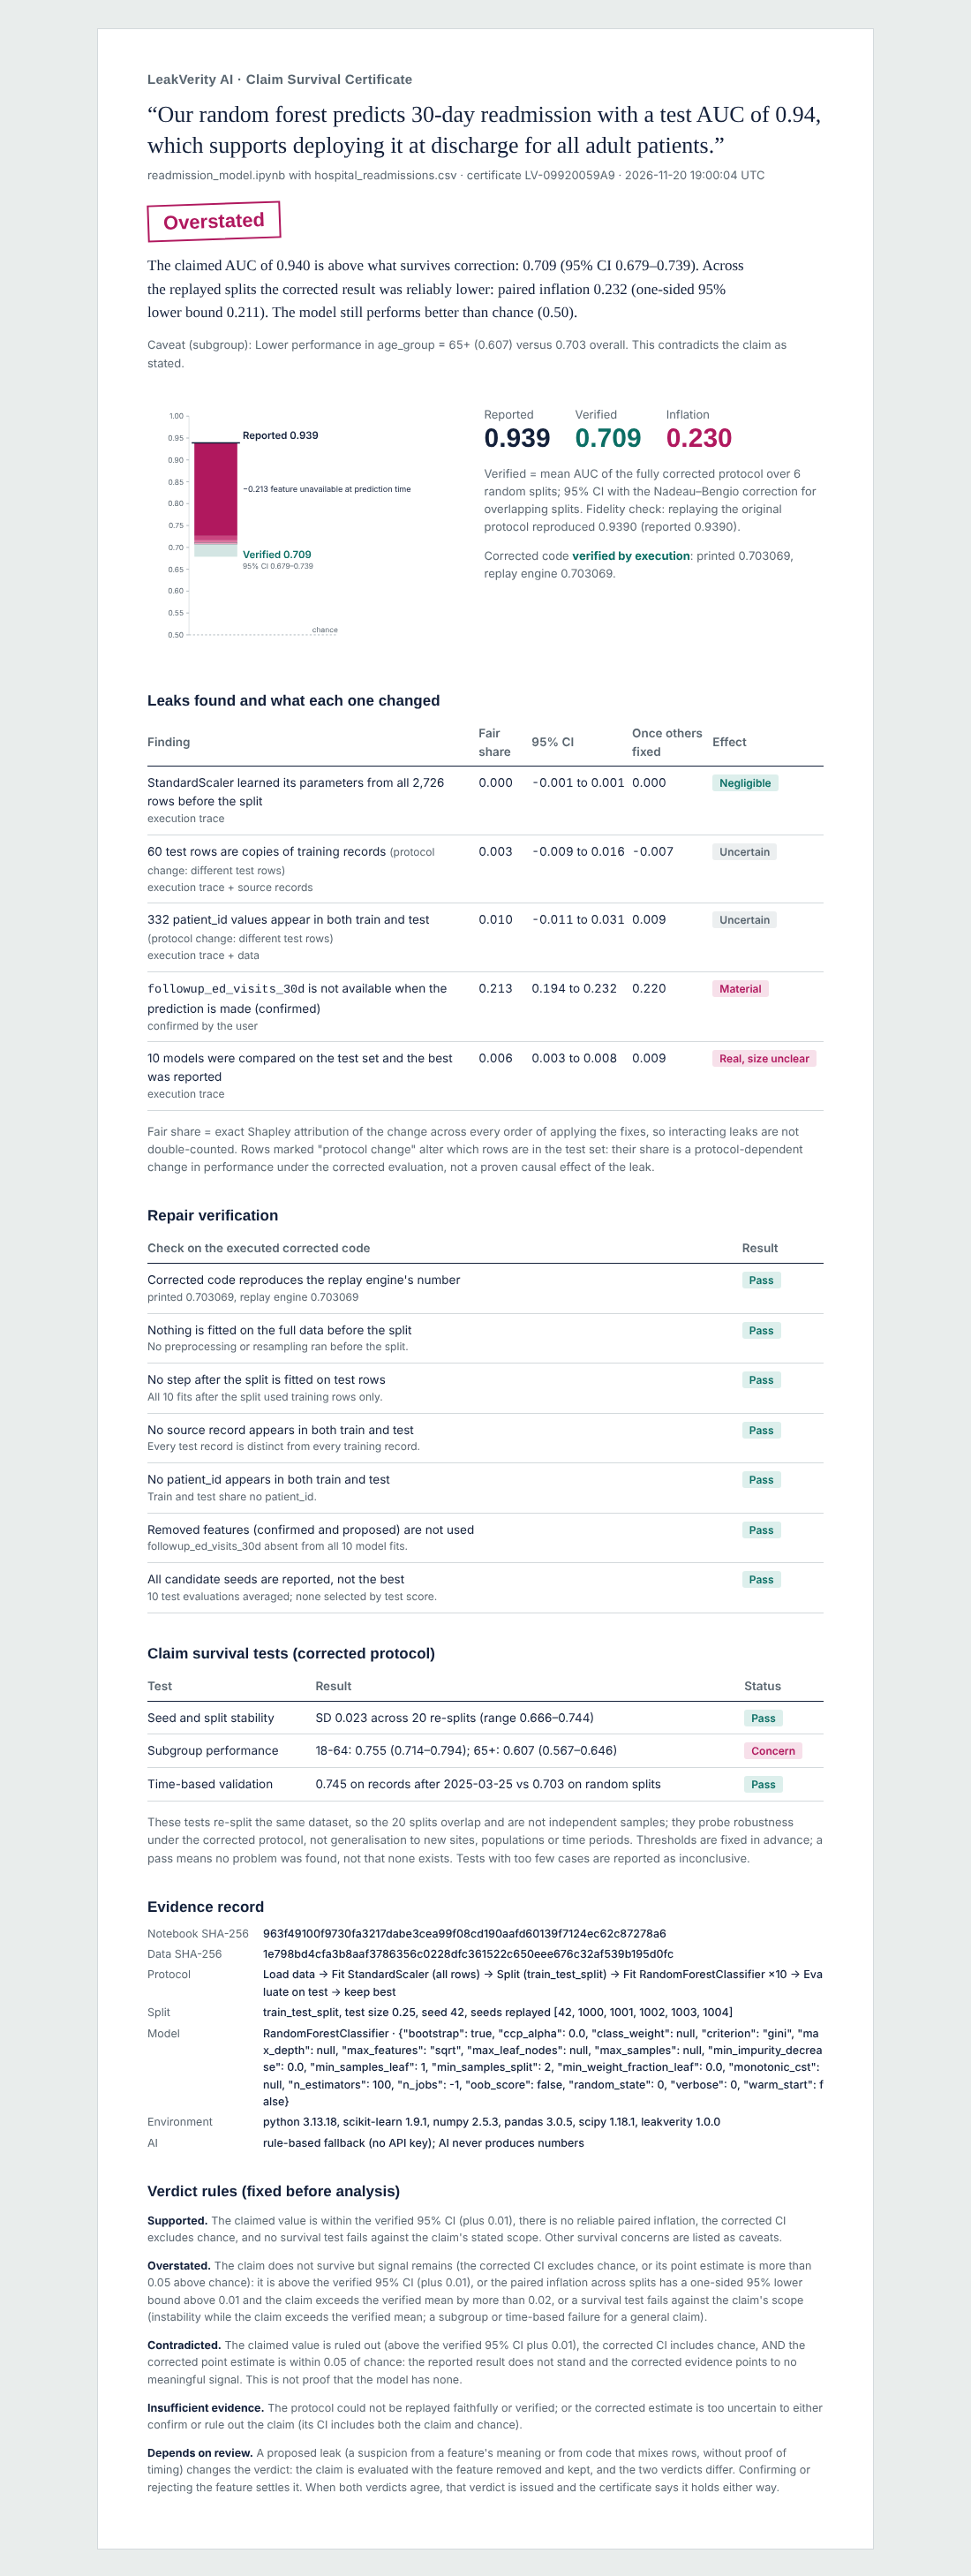 LeakVerity AI · Claim Survival Certificate
“Our random forest predicts 30-day readmission with a test AUC of 0.94,
which supports deploying it at discharge for all adult patients.”
readmission_model.ipynb with hospital_readmissions.csv · certificate LV-09920059A9 · 2026-11-20 19:00:04 UTC
Overstated
The claimed AUC of 0.940 is above what survives correction: 0.709 (95% CI 0.679–0.739). Across
the replayed splits the corrected result was reliably lower: paired inflation 0.232 (one-sided 95%
lower bound 0.211). The model still performs better than chance (0.50).
Caveat (subgroup): Lower performance in age_group = 65+ (0.607) versus 0.703 overall. This contradicts the claim as
stated.
1.00
0.95
0.90
0.85
0.80
0.75
0.70
0.65
0.60
0.55
0.50
Reported 0.939
−0.213 feature unavailable at prediction time
Verified 0.709
95% CI 0.679–0.739
chance
Reported Verified Inflation
0.939 0.709 0.230
Verified = mean AUC of the fully corrected protocol over 6
random splits; 95% CI with the Nadeau–Bengio correction for
overlapping splits. Fidelity check: replaying the original
protocol reproduced 0.9390 (reported 0.9390).
Corrected code verified by execution: printed 0.703069,
replay engine 0.703069.
Leaks found and what each one changed
Finding Fair share 95% CI Once others fixed Effect
StandardScaler learned its parameters from all 2,726 0.000 -0.001 to 0.001 0.000 Negligible
rows before the split
execution trace
60 test rows are copies of training records (protocol 0.003 -0.009 to 0.016 -0.007 Uncertain
change: different test rows)
execution trace + source records
332 patient_id values appear in both train and test 0.010 -0.011 to 0.031 0.009 Uncertain
(protocol change: different test rows)
execution trace + data
followup_ed_visits_30d is not available when the 0.213 0.194 to 0.232 0.220 Material
prediction is made (confirmed)
confirmed by the user
10 models were compared on the test set and the best 0.006 0.003 to 0.008 0.009 Real, size unclear
was reported
execution trace
Fair share = exact Shapley attribution of the change across every order of applying the fixes, so interacting leaks are not
double-counted. Rows marked "protocol change" alter which rows are in the test set: their share is a protocol-dependent
change in performance under the corrected evaluation, not a proven causal effect of the leak.
Repair verification
Check on the executed corrected code Result
Corrected code reproduces the replay engine's number Pass
printed 0.703069, replay engine 0.703069
Nothing is fitted on the full data before the split Pass
No preprocessing or resampling ran before the split.
No step after the split is fitted on test rows Pass
All 10 fits after the split used training rows only.
No source record appears in both train and test Pass
Every test record is distinct from every training record.
No patient_id appears in both train and test Pass
Train and test share no patient_id.
Removed features (confirmed and proposed) are not used Pass
followup_ed_visits_30d absent from all 10 model fits.
All candidate seeds are reported, not the best Pass
10 test evaluations averaged; none selected by test score.
Claim survival tests (corrected protocol)
Test Result Status
Seed and split stability SD 0.023 across 20 re-splits (range 0.666–0.744) Pass
Subgroup performance 18-64: 0.755 (0.714–0.794); 65+: 0.607 (0.567–0.646) Concern
Time-based validation 0.745 on records after 2025-03-25 vs 0.703 on random splits Pass
These tests re-split the same dataset, so the 20 splits overlap and are not independent samples; they probe robustness
under the corrected protocol, not generalisation to new sites, populations or time periods. Thresholds are fixed in advance; a
pass means no problem was found, not that none exists. Tests with too few cases are reported as inconclusive.
Evidence record
Notebook SHA-256 963f49100f9730fa3217dabe3cea99f08cd190aafd60139f7124ec62c87278a6
Data SHA-256 1e798bd4cfa3b8aaf3786356c0228dfc361522c650eee676c32af539b195d0fc
Protocol Load data → Fit StandardScaler (all rows) → Split (train_test_split) → Fit RandomForestClassifier ×10 → Eva
luate on test → keep best
Split train_test_split, test size 0.25, seed 42, seeds replayed [42, 1000, 1001, 1002, 1003, 1004]
Model RandomForestClassifier · {"bootstrap": true, "ccp_alpha": 0.0, "class_weight": null, "criterion": "gini", "ma
x_depth": null, "max_features": "sqrt", "max_leaf_nodes": null, "max_samples": null, "min_impurity_decrea
se": 0.0, "min_samples_leaf": 1, "min_samples_split": 2, "min_weight_fraction_leaf": 0.0, "monotonic_cst":
null, "n_estimators": 100, "n_jobs": -1, "oob_score": false, "random_state": 0, "verbose": 0, "warm_start": f
alse}
Environment python 3.13.18, scikit-learn 1.9.1, numpy 2.5.3, pandas 3.0.5, scipy 1.18.1, leakverity 1.0.0
AI rule-based fallback (no API key); AI never produces numbers
Verdict rules (fixed before analysis)
Supported. The claimed value is within the verified 95% CI (plus 0.01), there is no reliable paired inflation, the corrected CI
excludes chance, and no survival test fails against the claim's stated scope. Other survival concerns are listed as caveats.
Overstated. The claim does not survive but signal remains (the corrected CI excludes chance, or its point estimate is more than
0.05 above chance): it is above the verified 95% CI (plus 0.01), or the paired inflation across splits has a one-sided 95% lower
bound above 0.01 and the claim exceeds the verified mean by more than 0.02, or a survival test fails against the claim's scope
(instability while the claim exceeds the verified mean; a subgroup or time-based failure for a general claim).
Contradicted. The claimed value is ruled out (above the verified 95% CI plus 0.01), the corrected CI includes chance, AND the
corrected point estimate is within 0.05 of chance: the reported result does not stand and the corrected evidence points to no
meaningful signal. This is not proof that the model has none.
Insufficient evidence. The protocol could not be replayed faithfully or verified; or the corrected estimate is too uncertain to either
confirm or rule out the claim (its CI includes both the claim and chance).
Depends on review. A proposed leak (a suspicion from a feature's meaning or from code that mixes rows, without proof of
timing) changes the verdict: the claim is evaluated with the feature removed and kept, and the two verdicts differ. Confirming or
rejecting the feature settles it. When both verdicts agree, that verdict is issued and the certificate says it holds either way.